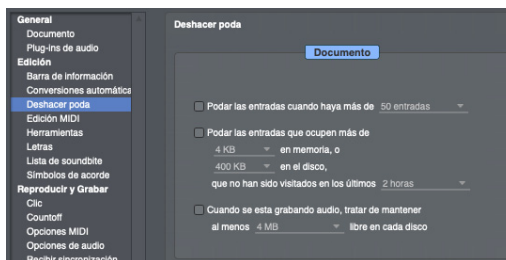 General
Documento
Plug-ins de audio
Edición
Barra de información
Conversiones automática
Deshacer poda
Edición MIDI
Herramientas
Letras
Lista de soundbite
Símbolos de acorde
Reproducir y Grabar
Clic
Countoff
Opciones MIDI
Opciones de audio
Recibir sincronización
Deshacer poda
Documento
Podar las entradas cuando haya más de 50 entradas
Podar las entradas que ocupen más de
4 KB en memoria, o
400 KB en el disco,
que no han sido visitados en los últimos 2 horas
Cuando se esta grabando audio, tratar de mantener
al menos 4 MB libre en cada disco